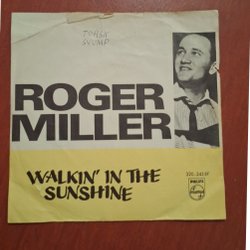 ROGER
MILLER
WALKIN' IN THE
SUNSHINE
PHILIPS